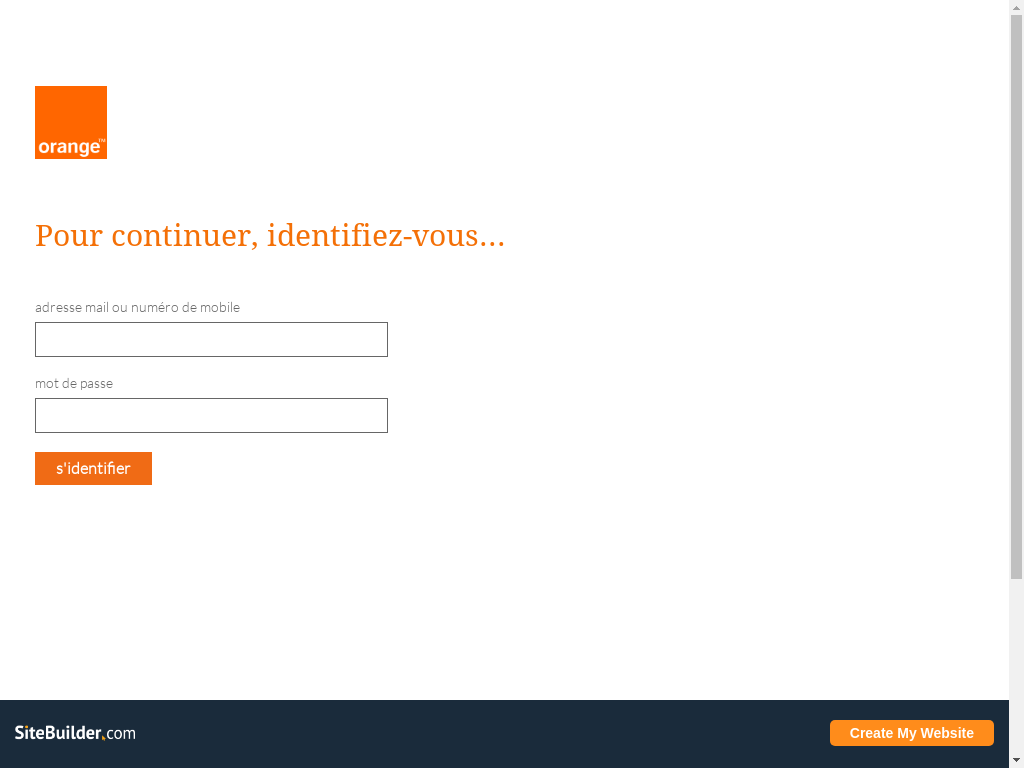 orange™
Pour continuer, identifiez-vous...
adresse mail ou numéro de mobile
mot de passe
s'identifier
SiteBuilder.com
Create My Website